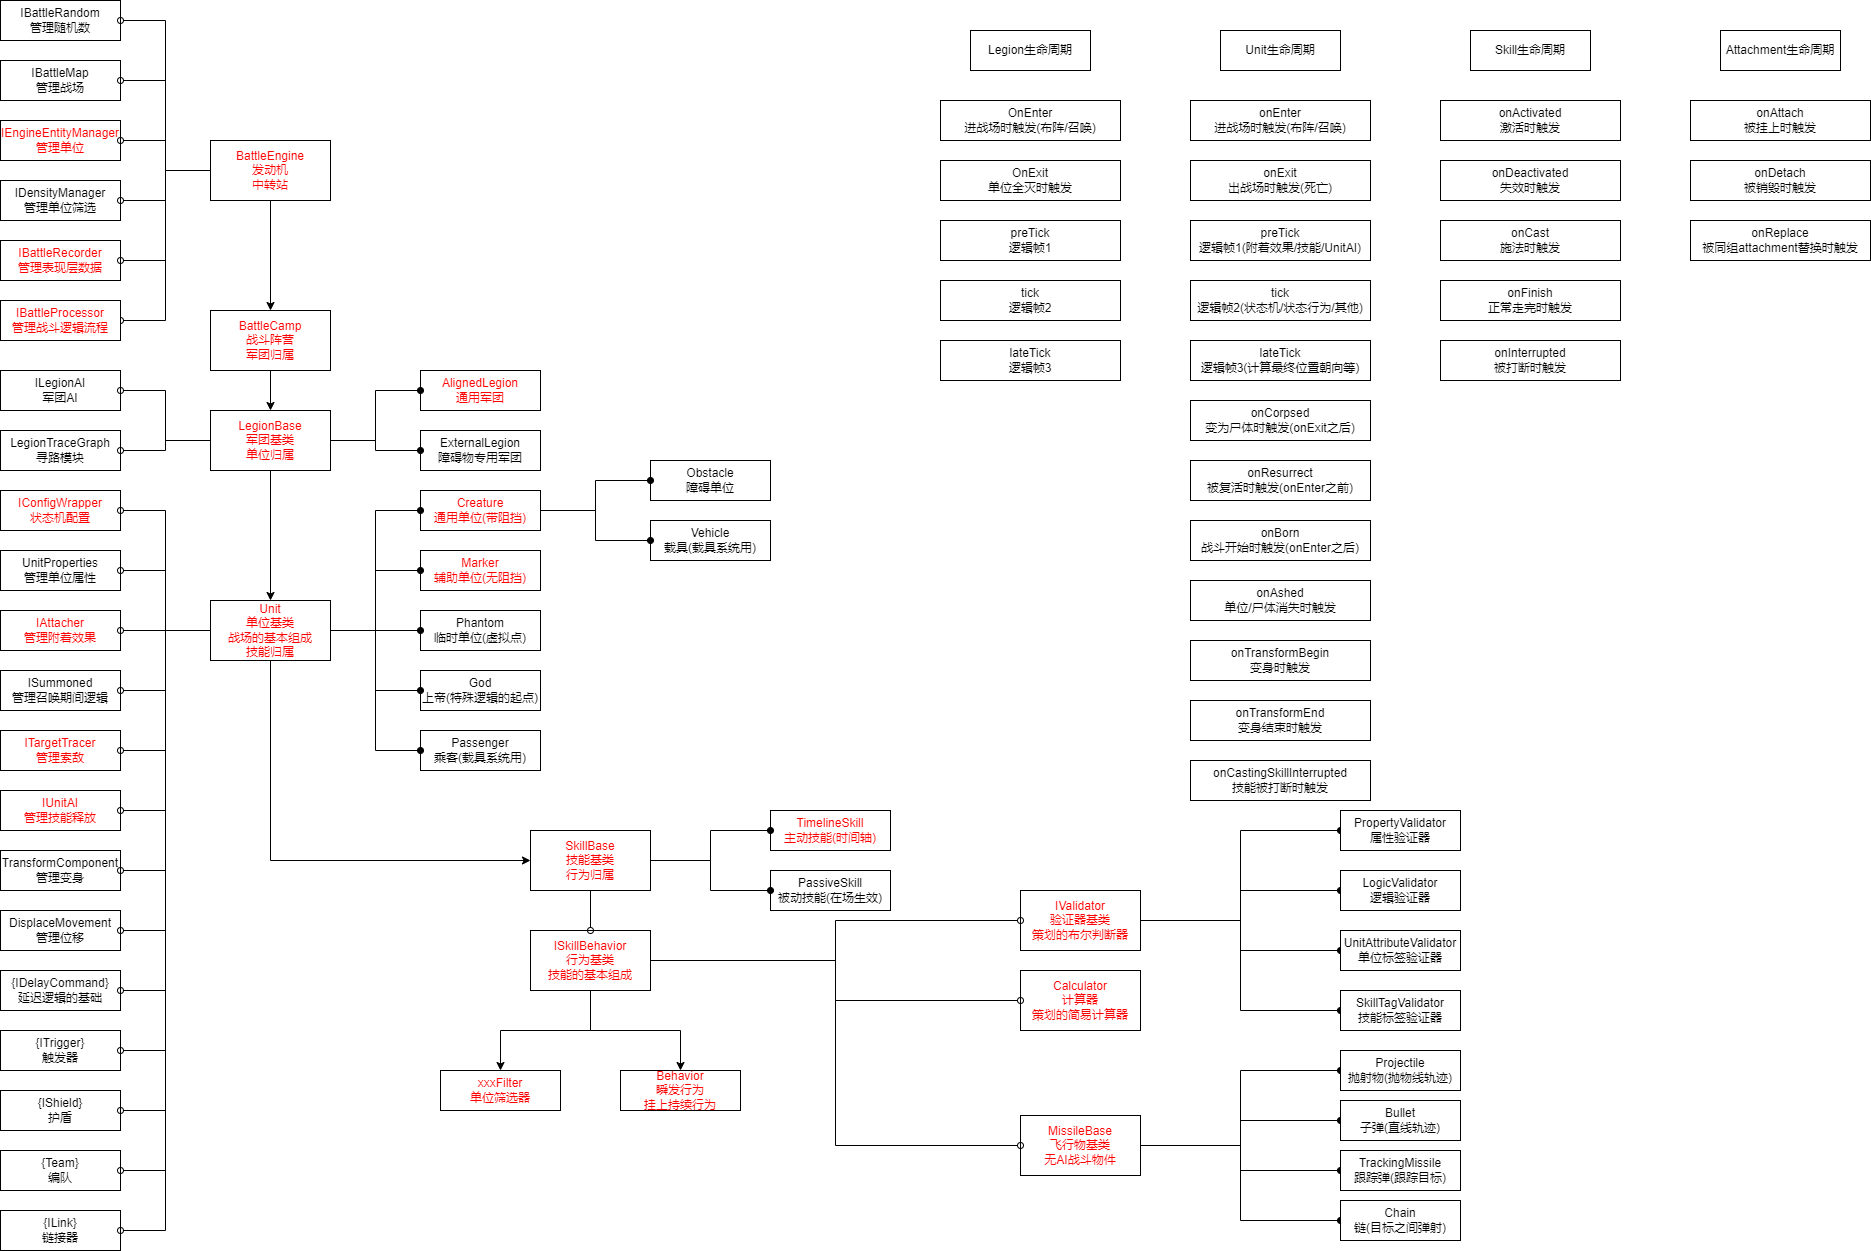 IBattleRandom
管理随机数
IBattleMap
管理战场
IEngineEntityManager
管理单位
IDensityManager
管理单位筛选
IBattleRecorder
管理表现层数据
IBattleProcessor
管理战斗逻辑流程
ILegionAI
军团AI
LegionTraceGraph
寻路模块
IConfigWrapper
状态机配置
UnitProperties
管理单位属性
IAttacher
管理附着效果
ISummoned
管理召唤期间逻辑
ITargetTracer
管理索敌
IUnitAI
管理技能释放
TransformComponent
管理变身
DisplaceMovement
管理位移
{IDelayCommand}
延迟逻辑的基础
{ITrigger}
触发器
{IShield}
护盾
{Team}
编队
{ILink}
链接器
BattleEngine
发动机
中转站
BattleCamp
战斗阵营
军团归属
LegionBase
军团基类
单位归属
Unit
单位基类
战场的基本组成
技能归属
AlignedLegion
通用军团
ExternalLegion
障碍物专用军团
Creature
通用单位(带阻挡)
Marker
辅助单位(无阻挡)
Phantom
临时单位(虚拟点)
God
上帝(特殊逻辑的起点)
Passenger
乘客(载具系统用)
Obstacle
障碍单位
Vehicle
载具(载具系统用)
SkillBase
技能基类
行为归属
TimelineSkill
主动技能(时间轴)
PassiveSkill
被动技能(在场生效)
ISkillBehavior
行为基类
技能的基本组成
xxxFilter
单位筛选器
Behavior
瞬发行为
挂上持续行为
IValidator
验证器基类
策划的布尔判断器
Calculator
计算器
策划的简易计算器
MissileBase
飞行物基类
无AI战斗物件
PropertyValidator
属性验证器
LogicValidator
逻辑验证器
UnitAttributeValidator
单位标签验证器
SkillTagValidator
技能标签验证器
Projectile
抛射物(抛物线轨迹)
Bullet
子弹(直线轨迹)
TrackingMissile
跟踪弹(跟踪目标)
Chain
链(目标之间弹射)
Legion生命周期
OnEnter
进战场时触发(布阵/召唤)
OnExit
单位全灭时触发
preTick
逻辑帧1
tick
逻辑帧2
lateTick
逻辑帧3
Unit生命周期
onEnter
进战场时触发(布阵/召唤)
onExit
出战场时触发(死亡)
preTick
逻辑帧1(附着效果/技能/UnitAI)
tick
逻辑帧2(状态机/状态行为/其他)
lateTick
逻辑帧3(计算最终位置朝向等)
onCorpsed
变为尸体时触发(onExit之后)
onResurrect
被复活时触发(onEnter之前)
onBorn
战斗开始时触发(onEnter之后)
onAshed
单位/尸体消失时触发
onTransformBegin
变身时触发
onTransformEnd
变身结束时触发
onCastingSkillInterrupted
技能被打断时触发
Skill生命周期
onActivated
激活时触发
onDeactivated
失效时触发
onCast
施法时触发
onFinish
正常走完时触发
onInterrupted
被打断时触发
Attachment生命周期
onAttach
被挂上时触发
onDetach
被销毁时触发
onReplace
被同组attachment替换时触发